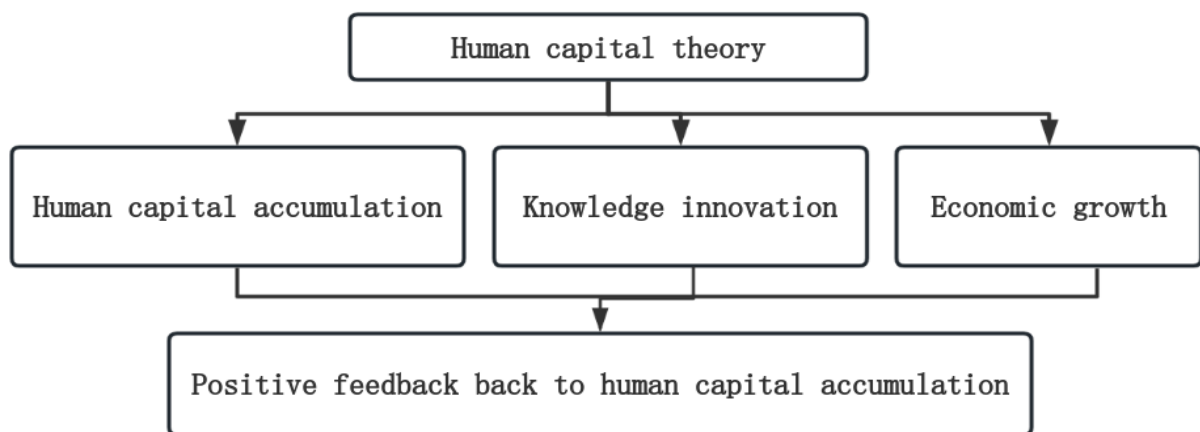 Human capital theory
Human capital accumulation
Knowledge innovation
Economic growth
Positive feedback back to human capital accumulation